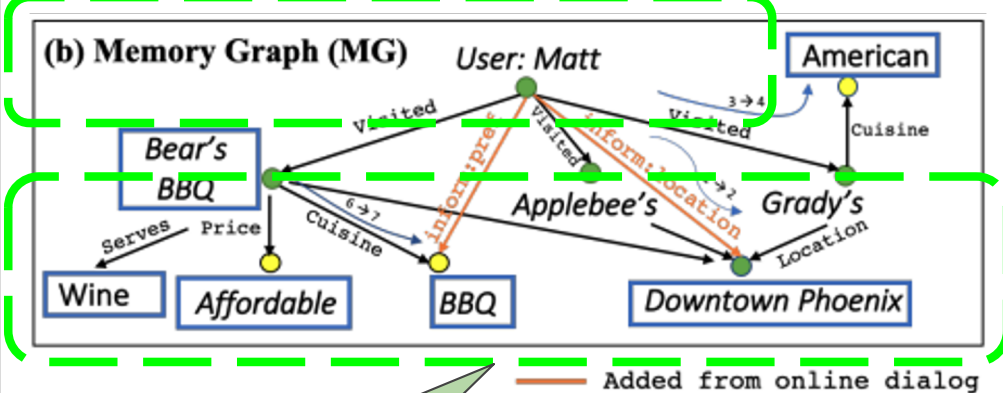 (b) Memory Graph (MG)
User: Matt
American
3→4
Visited
Visited
Visited
Cuisine
Bear's
BBQ
inform:pref
inform:location
Applebee's
Grady's
6→7
Serves
Price
Cuisine
Location
Wine
Affordable
BBQ
Downtown Phoenix
Added from online dialog